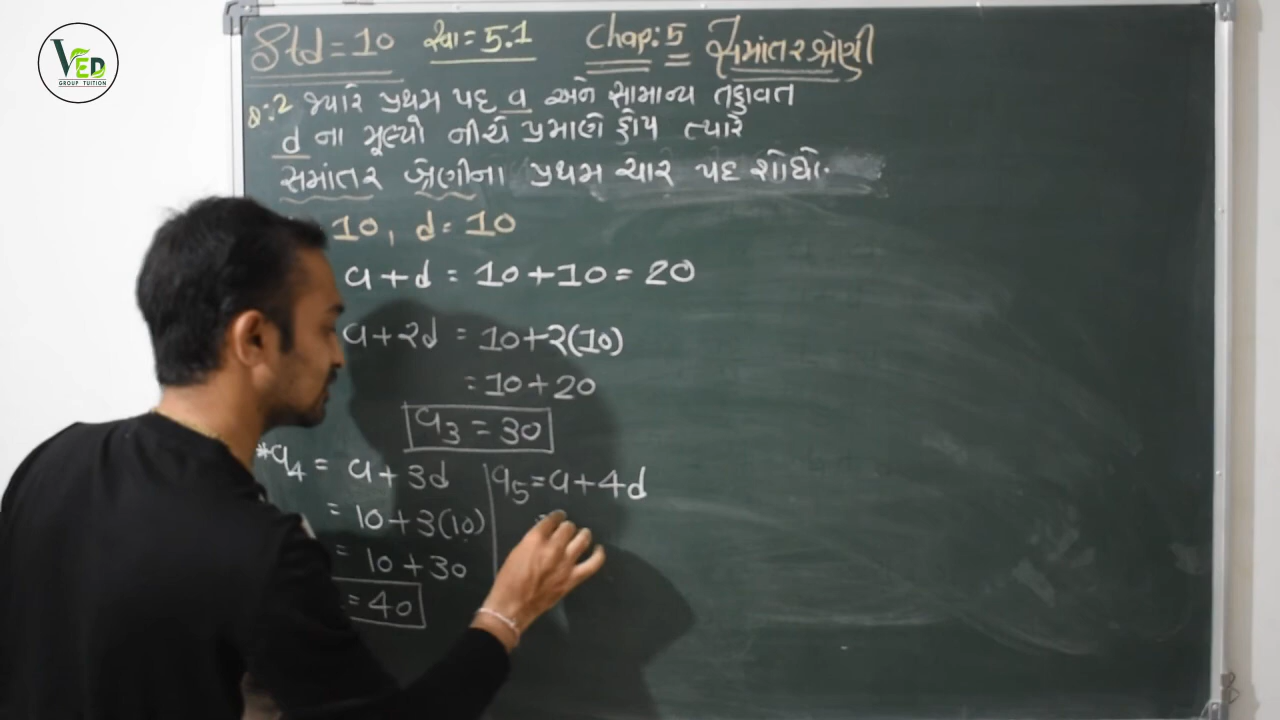 VED
GROUP TUITION
Std = 10 સ્વા = 5.1 Chap: 5 સમાંતર શ્રેણી
પ્ર:2 જ્યારે પ્રથમ પદ a અને સામાન્ય તફાવત
d ના મૂલ્યો નીચે પ્રમાણે હોય ત્યારે
સમાંતર શ્રેણીના પ્રથમ ચાર પદ શોધો.
10, d = 10
a + d = 10 + 10 = 20
a + 2d = 10 + 2(10)
= 10 + 20
a₃ = 30
*a₄ = a + 3d
= 10 + 3(10)
= 10 + 30
= 40
a₅ = a + 4d